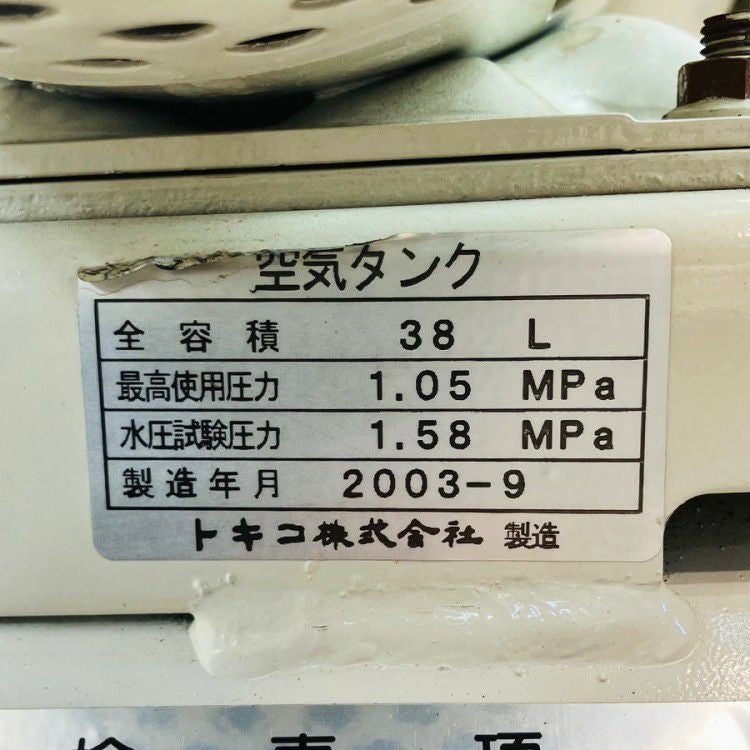 空気タンク
全容積 38 L
最高使用圧力 1.05 MPa
水圧試験圧力 1.58 MPa
製造年月 2003-9
トキコ株式会社 製造